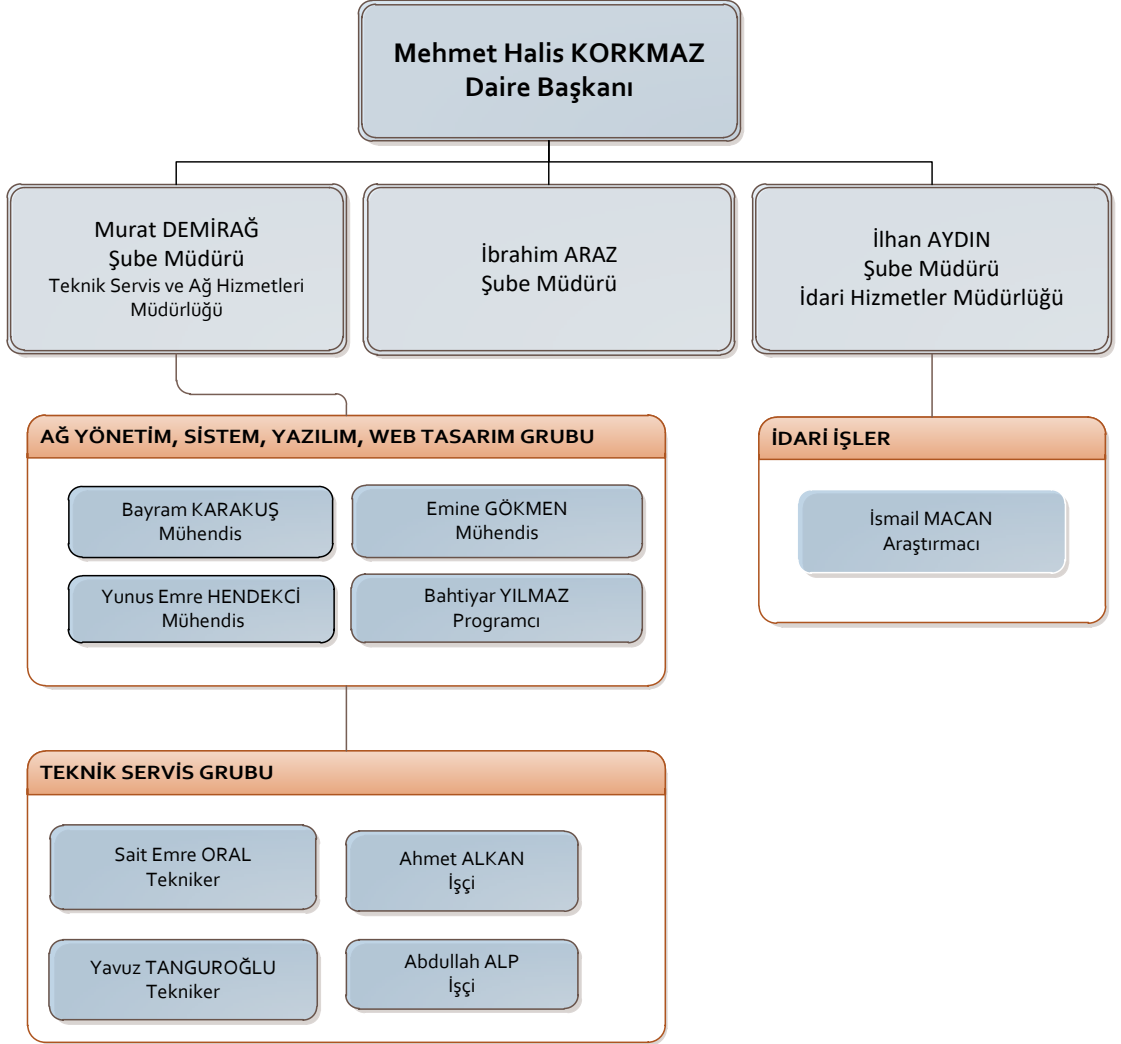 Mehmet Halis KORKMAZ
Daire Başkanı
Murat DEMİRAĞ
Şube Müdürü
Teknik Servis ve Ağ Hizmetleri
Müdürlüğü
İbrahim ARAZ
Şube Müdürü
İlhan AYDIN
Şube Müdürü
İdari Hizmetler Müdürlüğü
AĞ YÖNETİM, SİSTEM, YAZILIM, WEB TASARIM GRUBU
Bayram KARAKUŞ
Mühendis
Emine GÖKMEN
Mühendis
Yunus Emre HENDEKCİ
Mühendis
Bahtiyar YILMAZ
Programcı
İDARİ İŞLER
İsmail MACAN
Araştırmacı
TEKNİK SERVİS GRUBU
Sait Emre ORAL
Tekniker
Ahmet ALKAN
İşçi
Yavuz TANGUROĞLU
Tekniker
Abdullah ALP
İşçi